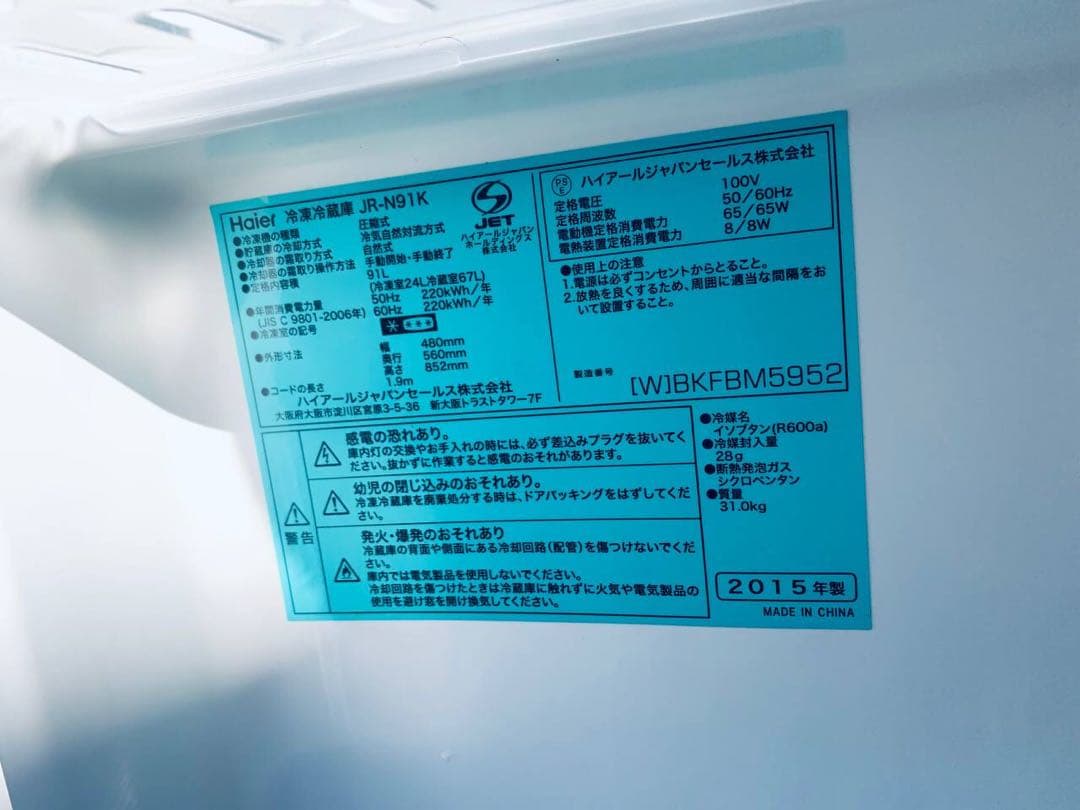 Haier 冷凍冷蔵庫 JR-N91K
●冷凍機の種類 圧縮式
●貯蔵庫の冷却方式 冷気自然対流方式
●冷却器の霜取り方式 自然式
●冷却器の霜取り操作方法 手動開始・手動終了
●定格内容積 91L
(冷凍室24L冷蔵室67L)
●年間消費電力量 50Hz 220kWh/年
(JIS C 9801-2006年) 60Hz 220kWh/年
●冷凍室の記号
●外形寸法 幅 480mm
奥行 560mm
高さ 852mm
●コードの長さ 1.9m
ハイアールジャパンセールス株式会社
大阪府大阪市淀川区宮原3-5-36 新大阪トラストタワー7F
JET
ハイアールジャパン
ホールディングス
株式会社
PS
E ハイアールジャパンセールス株式会社
定格電圧 100V
定格周波数 50/60Hz
電動機定格消費電力 65/65W
電熱装置定格消費電力 8/8W
●使用上の注意
1.電源は必ずコンセントからとること。
2.放熱を良くするため、周囲に適当な間隔をお
いて設置すること。
製造番号 [W]BKFBM5952
警告
感電の恐れあり。
庫内灯の交換やお手入れの時には、必ず差込みプラグを抜いてく
ださい。抜かずに作業すると感電のおそれがあります。
幼児の閉じ込みのおそれあり。
冷凍冷蔵庫を廃棄処分する時は、ドアパッキングをはずしてくだ
さい。
発火・爆発のおそれあり
冷蔵庫の背面や側面にある冷却回路(配管)を傷つけないでくだ
さい。
庫内では電気製品を使用しないでください。
冷却回路を傷つけたときは冷蔵庫に触れずに火気や電気製品の
使用を避け窓を開け換気してください。
●冷媒名
イソブタン(R600a)
●冷媒封入量
28g
●断熱発泡ガス
シクロペンタン
●質量
31.0kg
2015年製
MADE IN CHINA